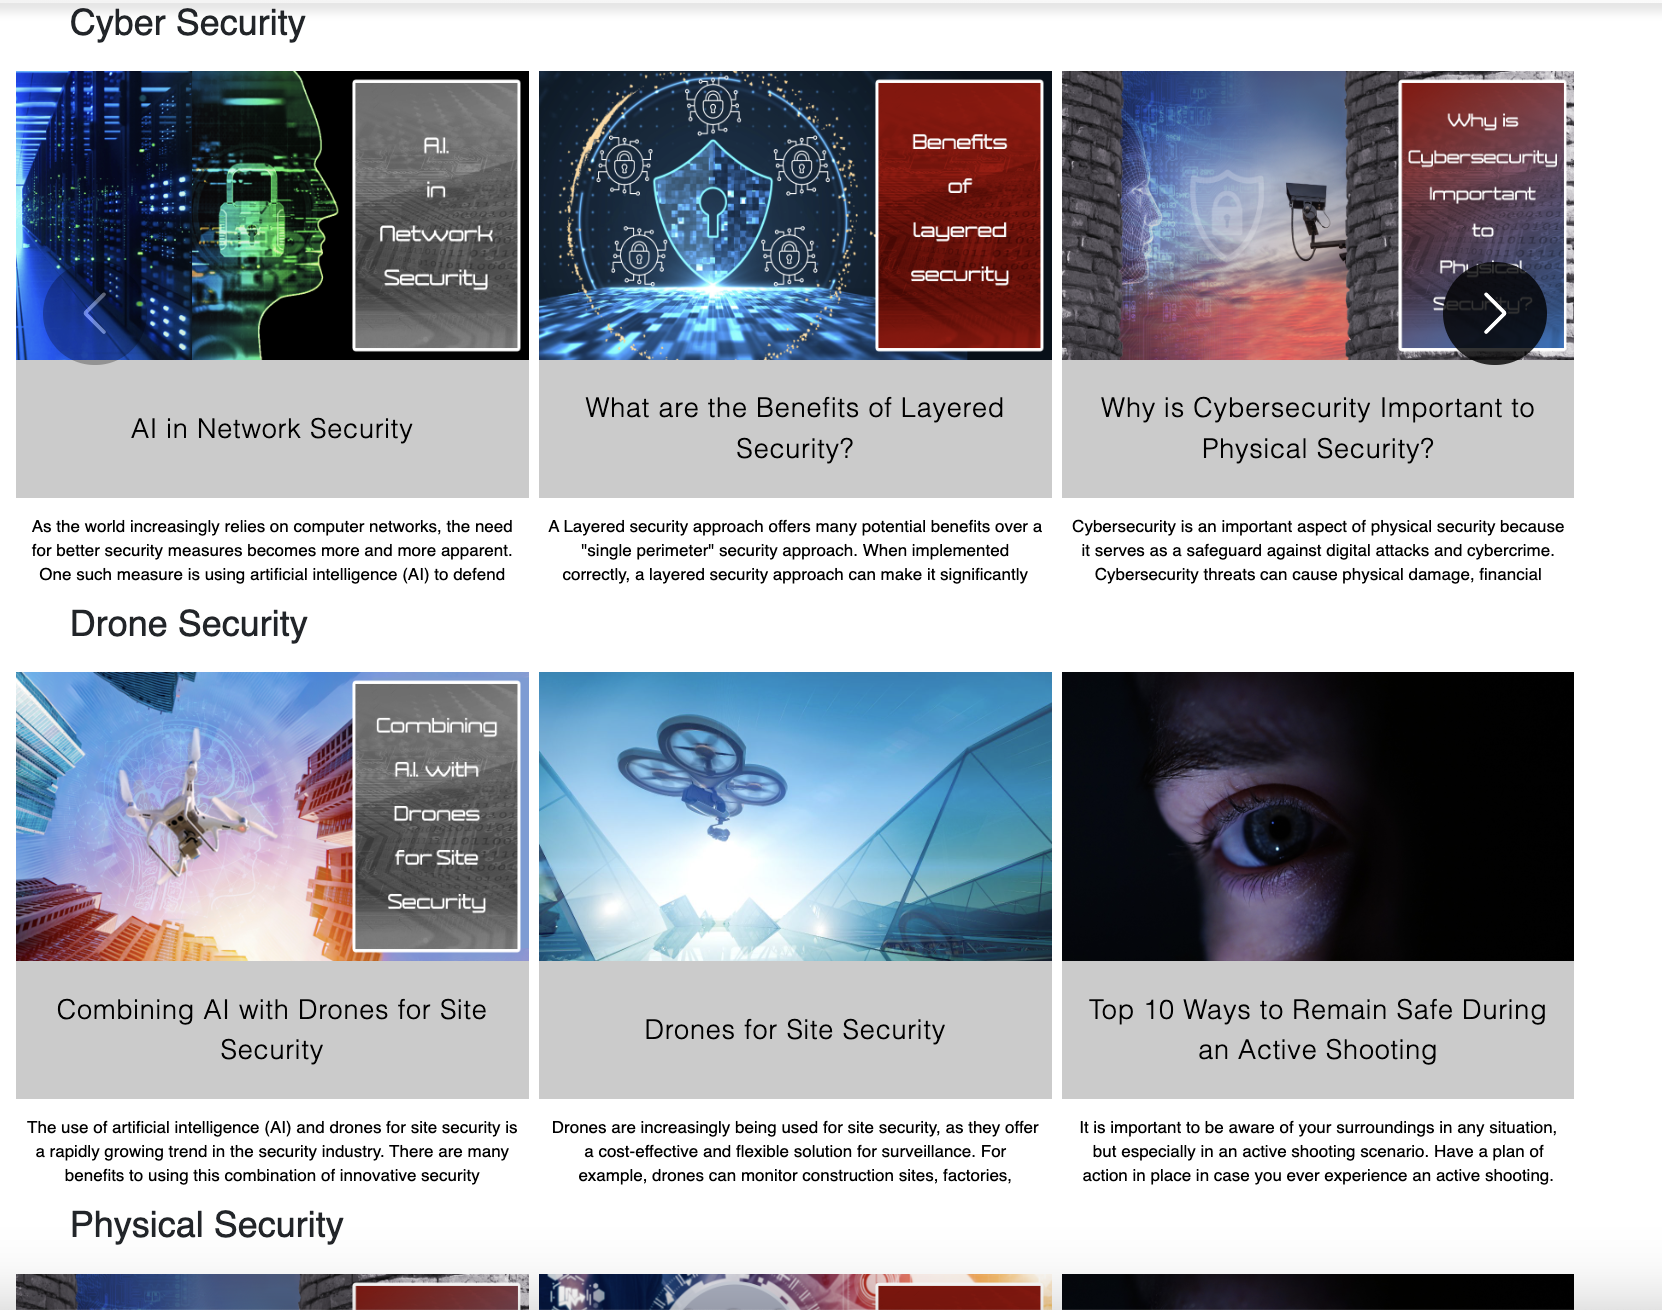 Cyber Security
A.I.
in
Network
Security
Benefits
of
layered
security
Why is
Cybersecurity
Important
to
Physical
Security?
AI in Network Security
What are the Benefits of Layered
Security?
Why is Cybersecurity Important to
Physical Security?
As the world increasingly relies on computer networks, the need
for better security measures becomes more and more apparent.
One such measure is using artificial intelligence (AI) to defend
A Layered security approach offers many potential benefits over a
"single perimeter" security approach. When implemented
correctly, a layered security approach can make it significantly
Cybersecurity is an important aspect of physical security because
it serves as a safeguard against digital attacks and cybercrime.
Cybersecurity threats can cause physical damage, financial
Drone Security
Combining
A.I. with
Drones
for Site
Security
Combining AI with Drones for Site
Security
Drones for Site Security
Top 10 Ways to Remain Safe During
an Active Shooting
The use of artificial intelligence (AI) and drones for site security is
a rapidly growing trend in the security industry. There are many
benefits to using this combination of innovative security
Drones are increasingly being used for site security, as they offer
a cost-effective and flexible solution for surveillance. For
example, drones can monitor construction sites, factories,
It is important to be aware of your surroundings in any situation,
but especially in an active shooting scenario. Have a plan of
action in place in case you ever experience an active shooting.
Physical Security